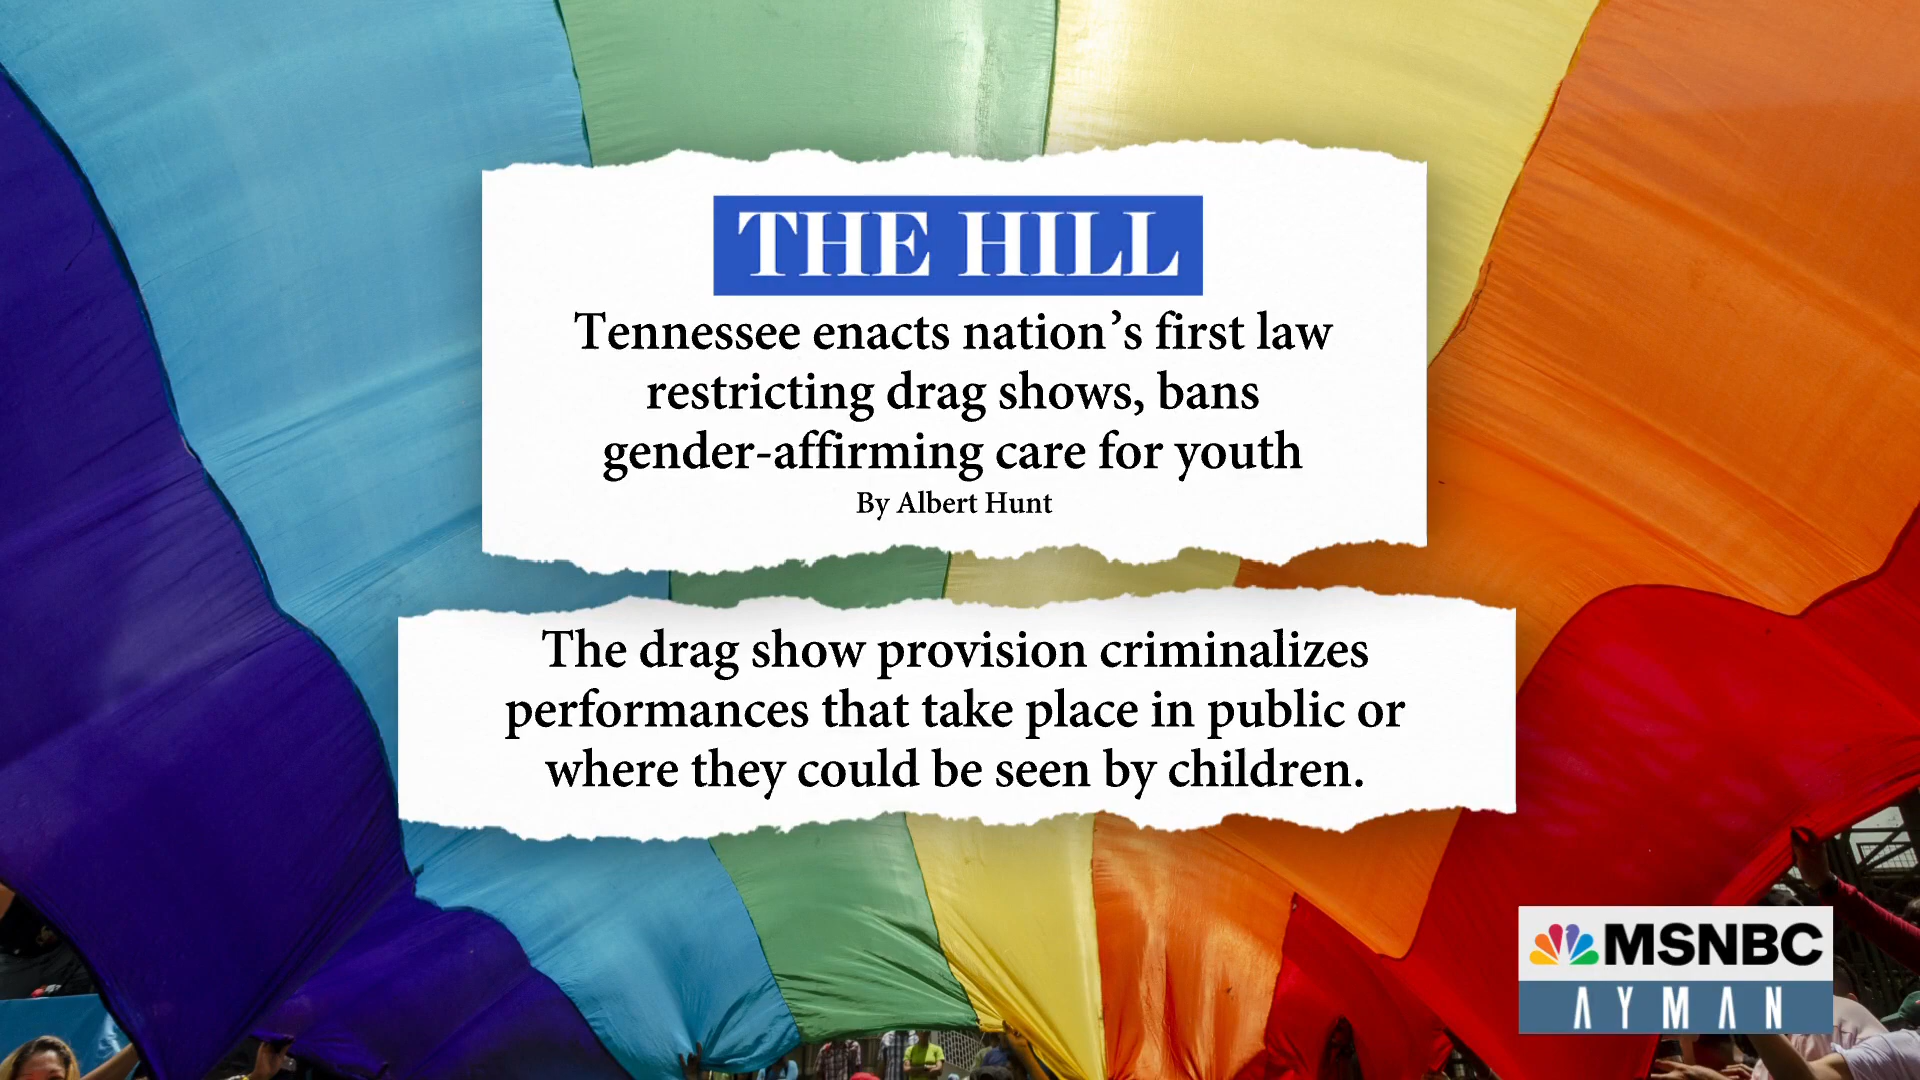 THE HILL
Tennessee enacts nation’s first law
restricting drag shows, bans
gender-affirming care for youth
By Albert Hunt
The drag show provision criminalizes
performances that take place in public or
where they could be seen by children.
MSNBC
AYMAN